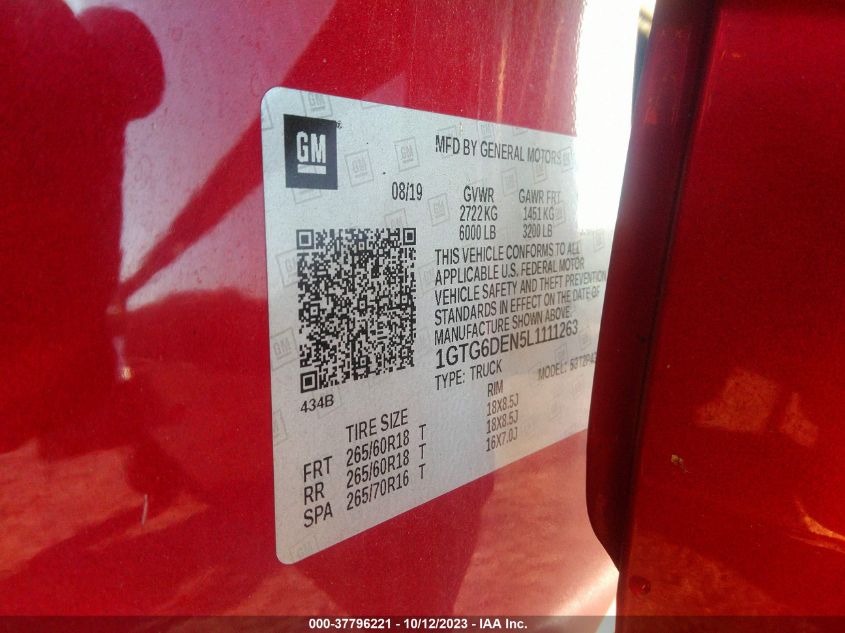 GM
MFD BY GENERAL MOTORS
08/19
GVWR GAWR FRT
2722 KG 1451 KG
6000 LB 3200 LB
THIS VEHICLE CONFORMS TO ALL
APPLICABLE U.S. FEDERAL MOTOR
VEHICLE SAFETY AND THEFT PREVENTION
STANDARDS IN EFFECT ON THE DATE OF
MANUFACTURE SHOWN ABOVE.
1GTG6DEN5L1111263
TYPE: TRUCK MODEL:
434B
TIRE SIZE RIM
FRT 265/60R18 T 18X8.5J
RR 265/60R18 T 18X8.5J
SPA 265/70R16 T 16X7.0J
000-37796221 - 10/12/2023 - IAA Inc.